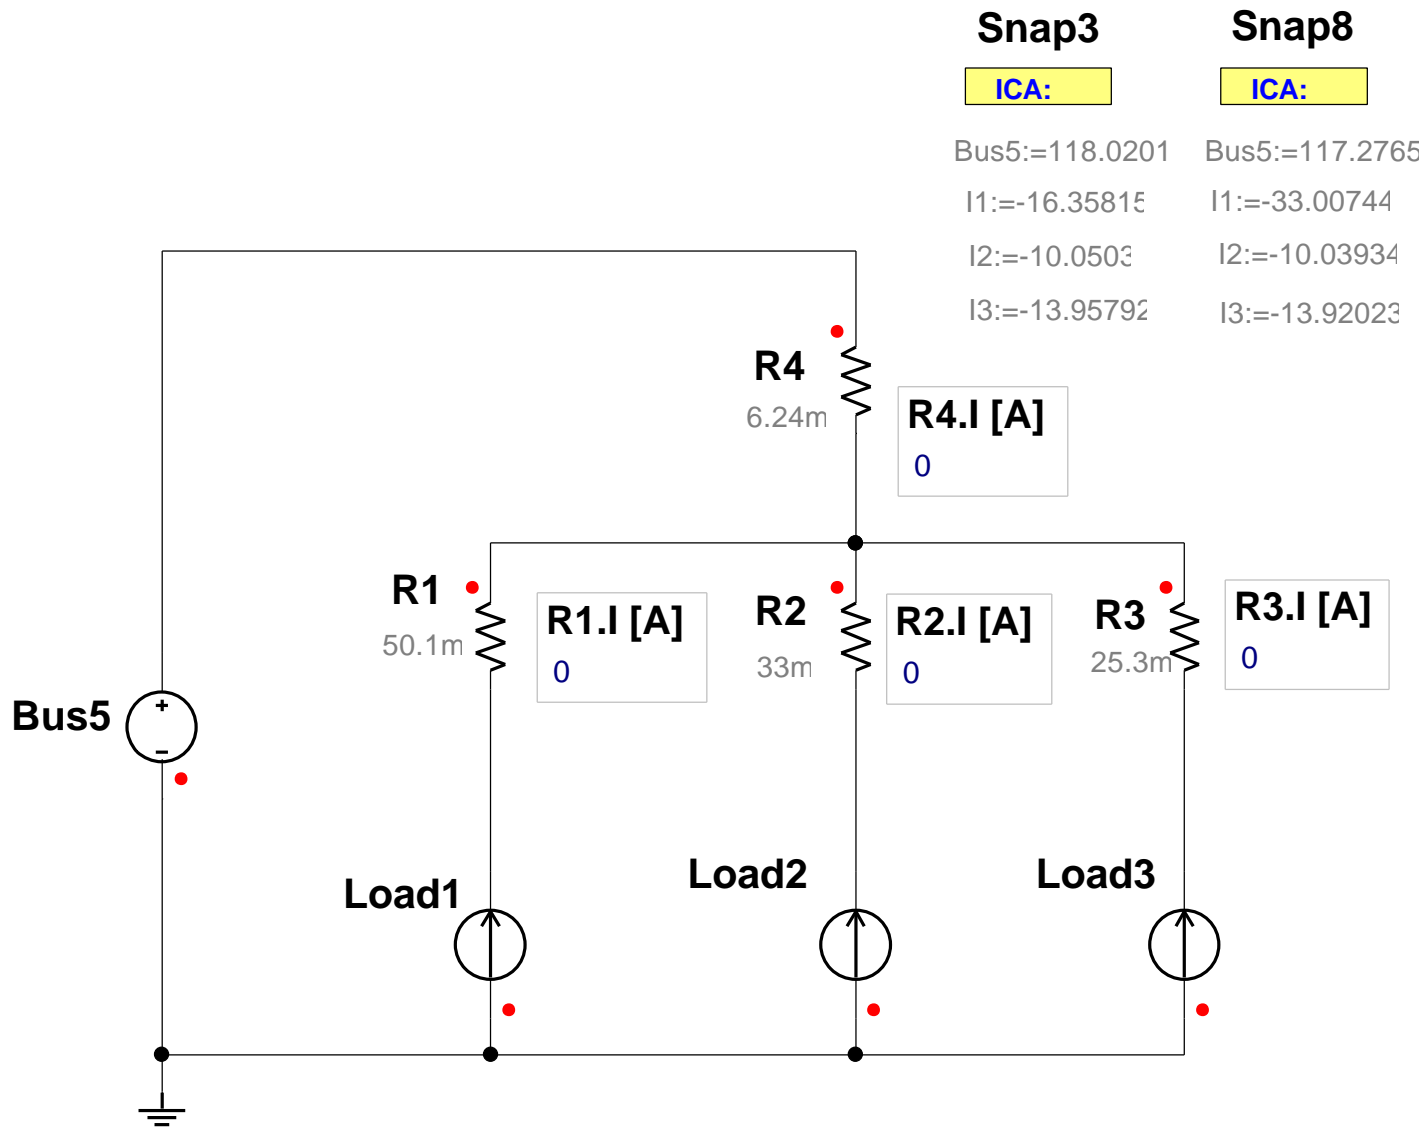 Snap3
Snap8
ICA:
ICA:
Bus5:=118.0201
Bus5:=117.2765
I1:=-16.35815
I1:=-33.00744
I2:=-10.0503
I2:=-10.03934
I3:=-13.95792
I3:=-13.92023
R4
6.24m
R4.I [A]
0
R1
50.1m
R1.I [A]
0
R2
33m
R2.I [A]
0
R3
25.3m
R3.I [A]
0
Bus5
+
−
Load1
Load2
Load3